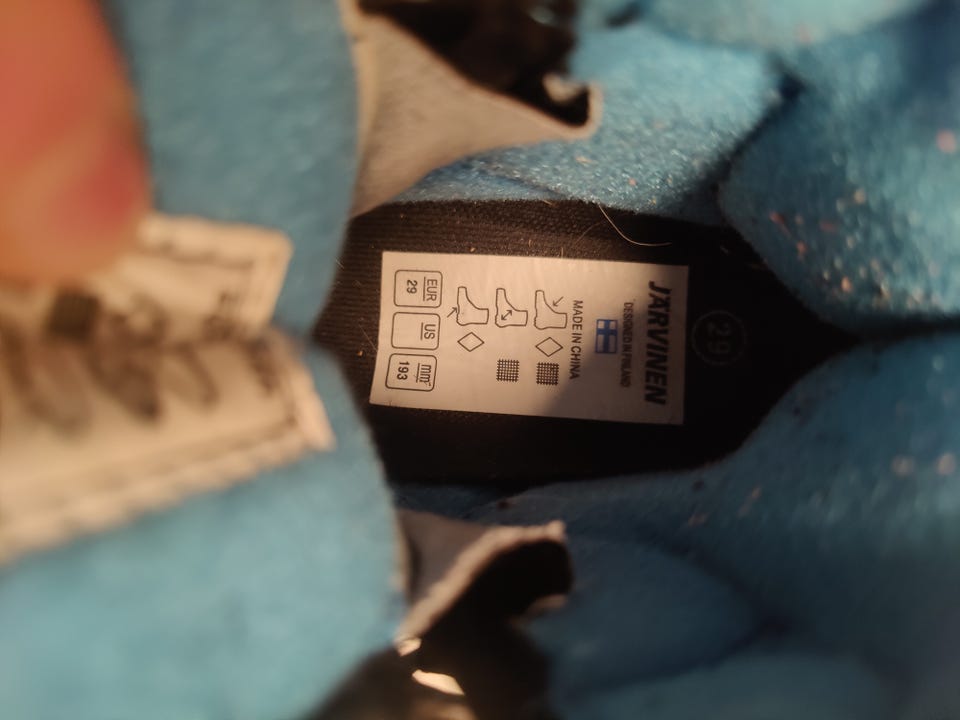 JÄRVINEN
DESIGNED IN FINLAND
MADE IN CHINA
EUR US mm
29 193
29